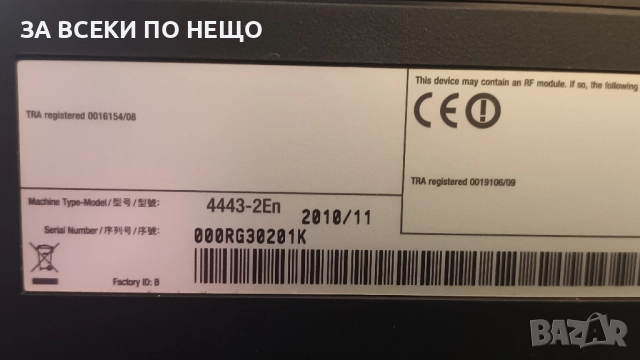 ЗА ВСЕКИ ПО НЕЩО
This device may contain an RF module. If so, the following
CE
TRA registered 0016154/08
TRA registered 0019106/09
Machine Type-Model/型号/型號: 4443-2En 2010/11
Serial Number/序列号/序號: 000RG30201K
Factory ID: B
BAZAR